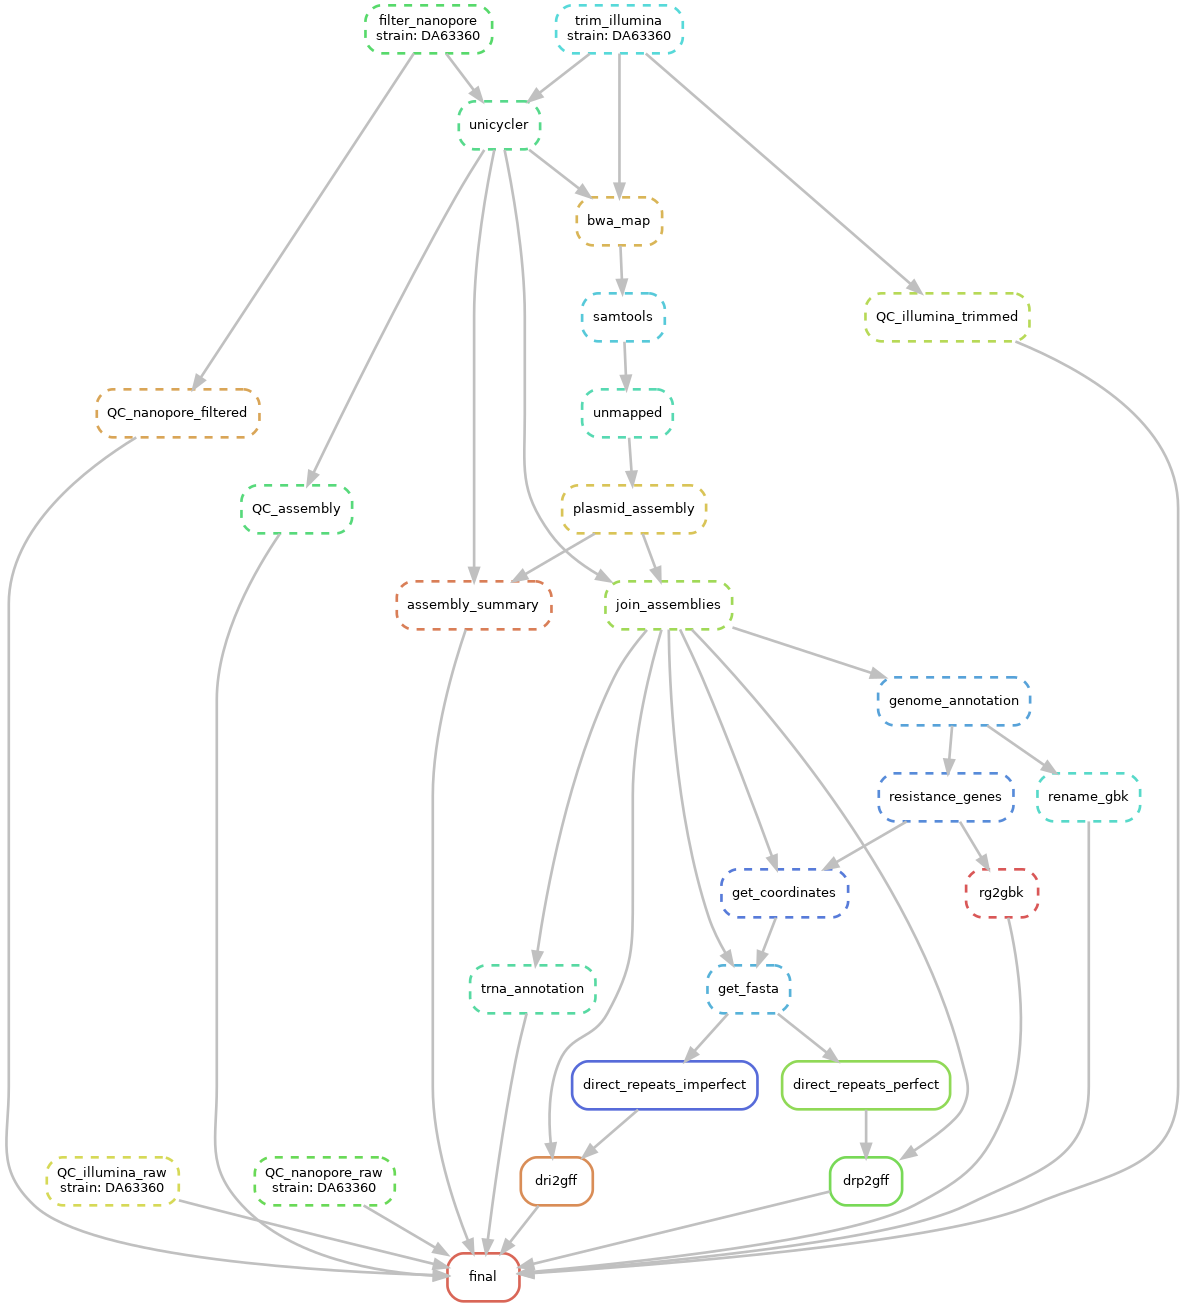 filter_nanopore
strain: DA63360
trim_illumina
strain: DA63360
unicycler
bwa_map
samtools
QC_illumina_trimmed
QC_nanopore_filtered
unmapped
QC_assembly
plasmid_assembly
assembly_summary
join_assemblies
genome_annotation
resistance_genes
rename_gbk
get_coordinates
rg2gbk
trna_annotation
get_fasta
direct_repeats_imperfect
direct_repeats_perfect
QC_illumina_raw
strain: DA63360
QC_nanopore_raw
strain: DA63360
dri2gff
drp2gff
final